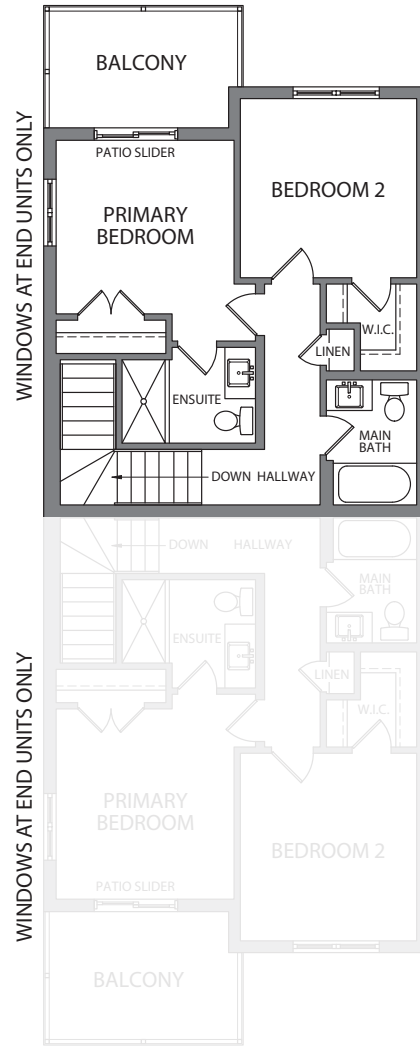 BALCONY
WINDOWS AT END UNITS ONLY
PATIO SLIDER
PRIMARY
BEDROOM
BEDROOM 2
W.I.C.
LINEN
ENSUITE
MAIN
BATH
DOWN HALLWAY
DOWN HALLWAY
MAIN
BATH
ENSUITE
LINEN
W.I.C.
WINDOWS AT END UNITS ONLY
PRIMARY
BEDROOM
BEDROOM 2
PATIO SLIDER
BALCONY